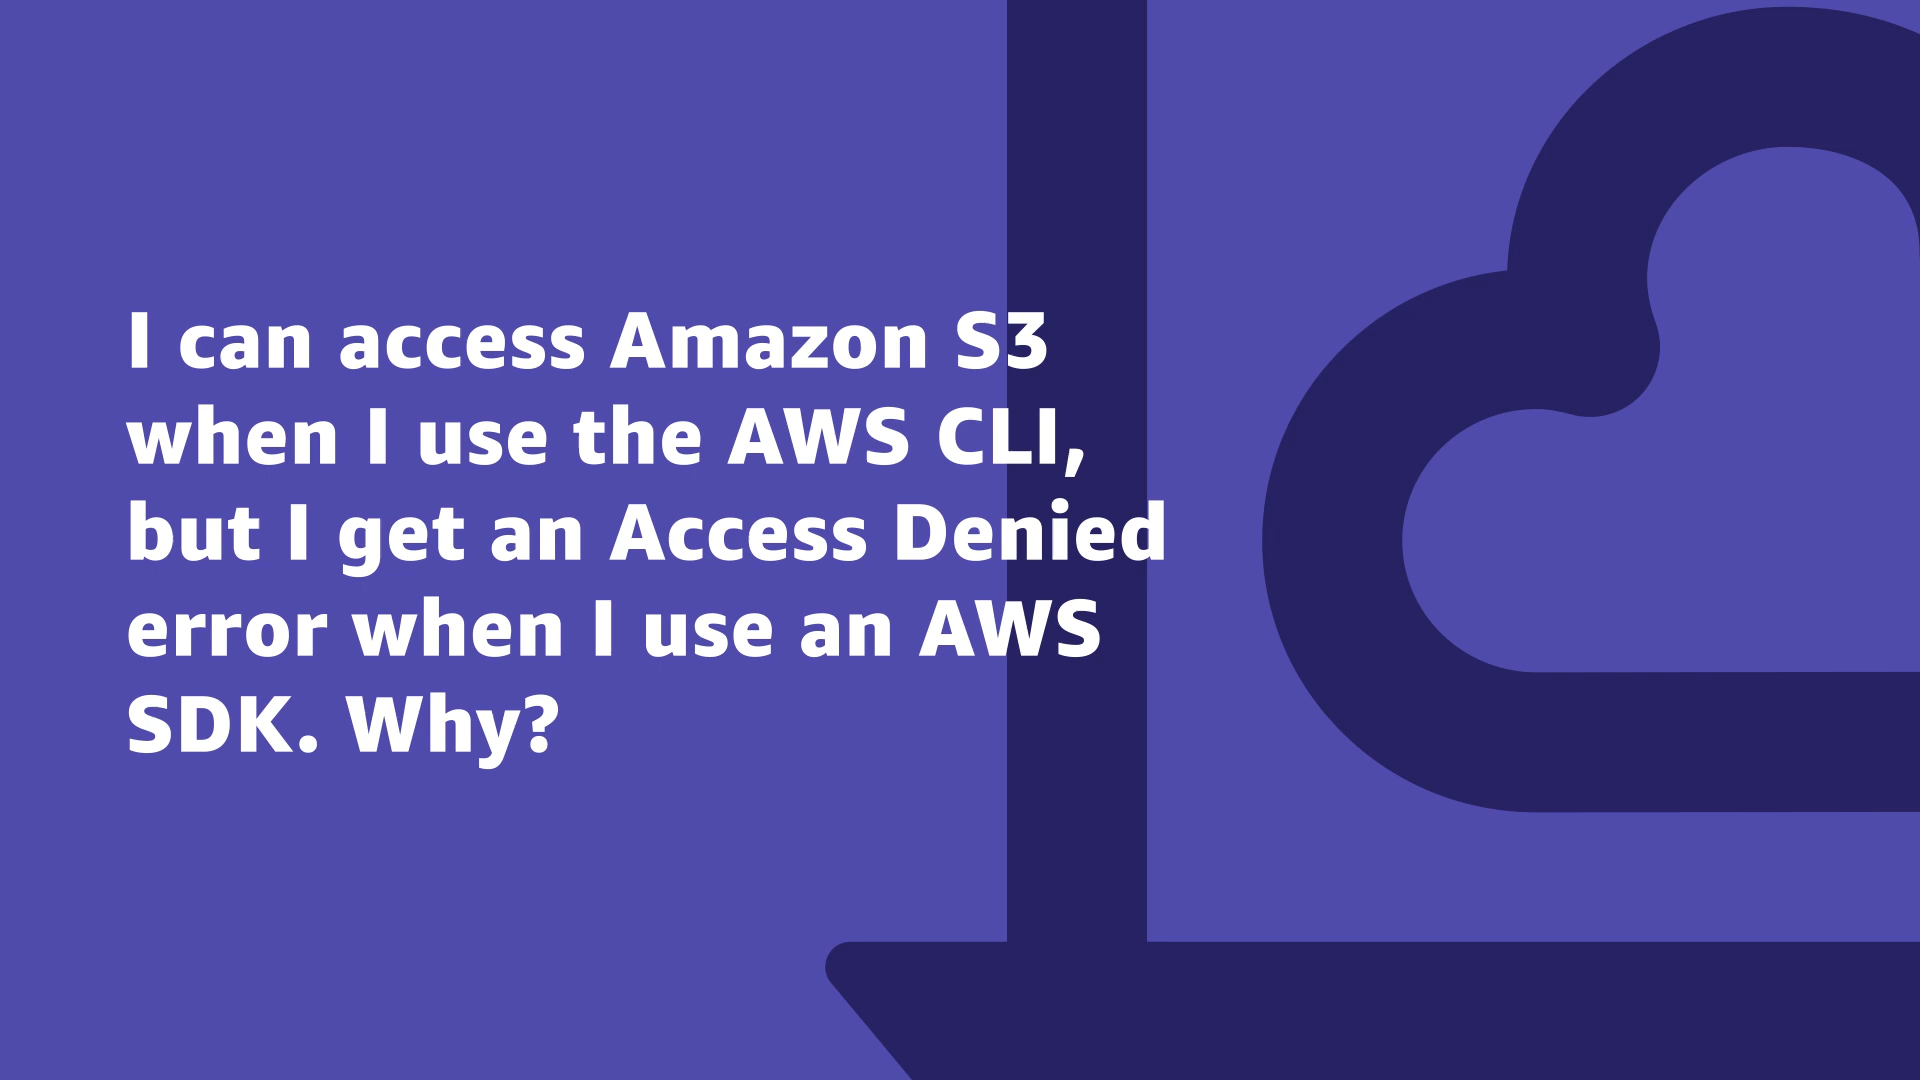 I can access Amazon S3
when I use the AWS CLI,
but I get an Access Denied
error when I use an AWS
SDK. Why?